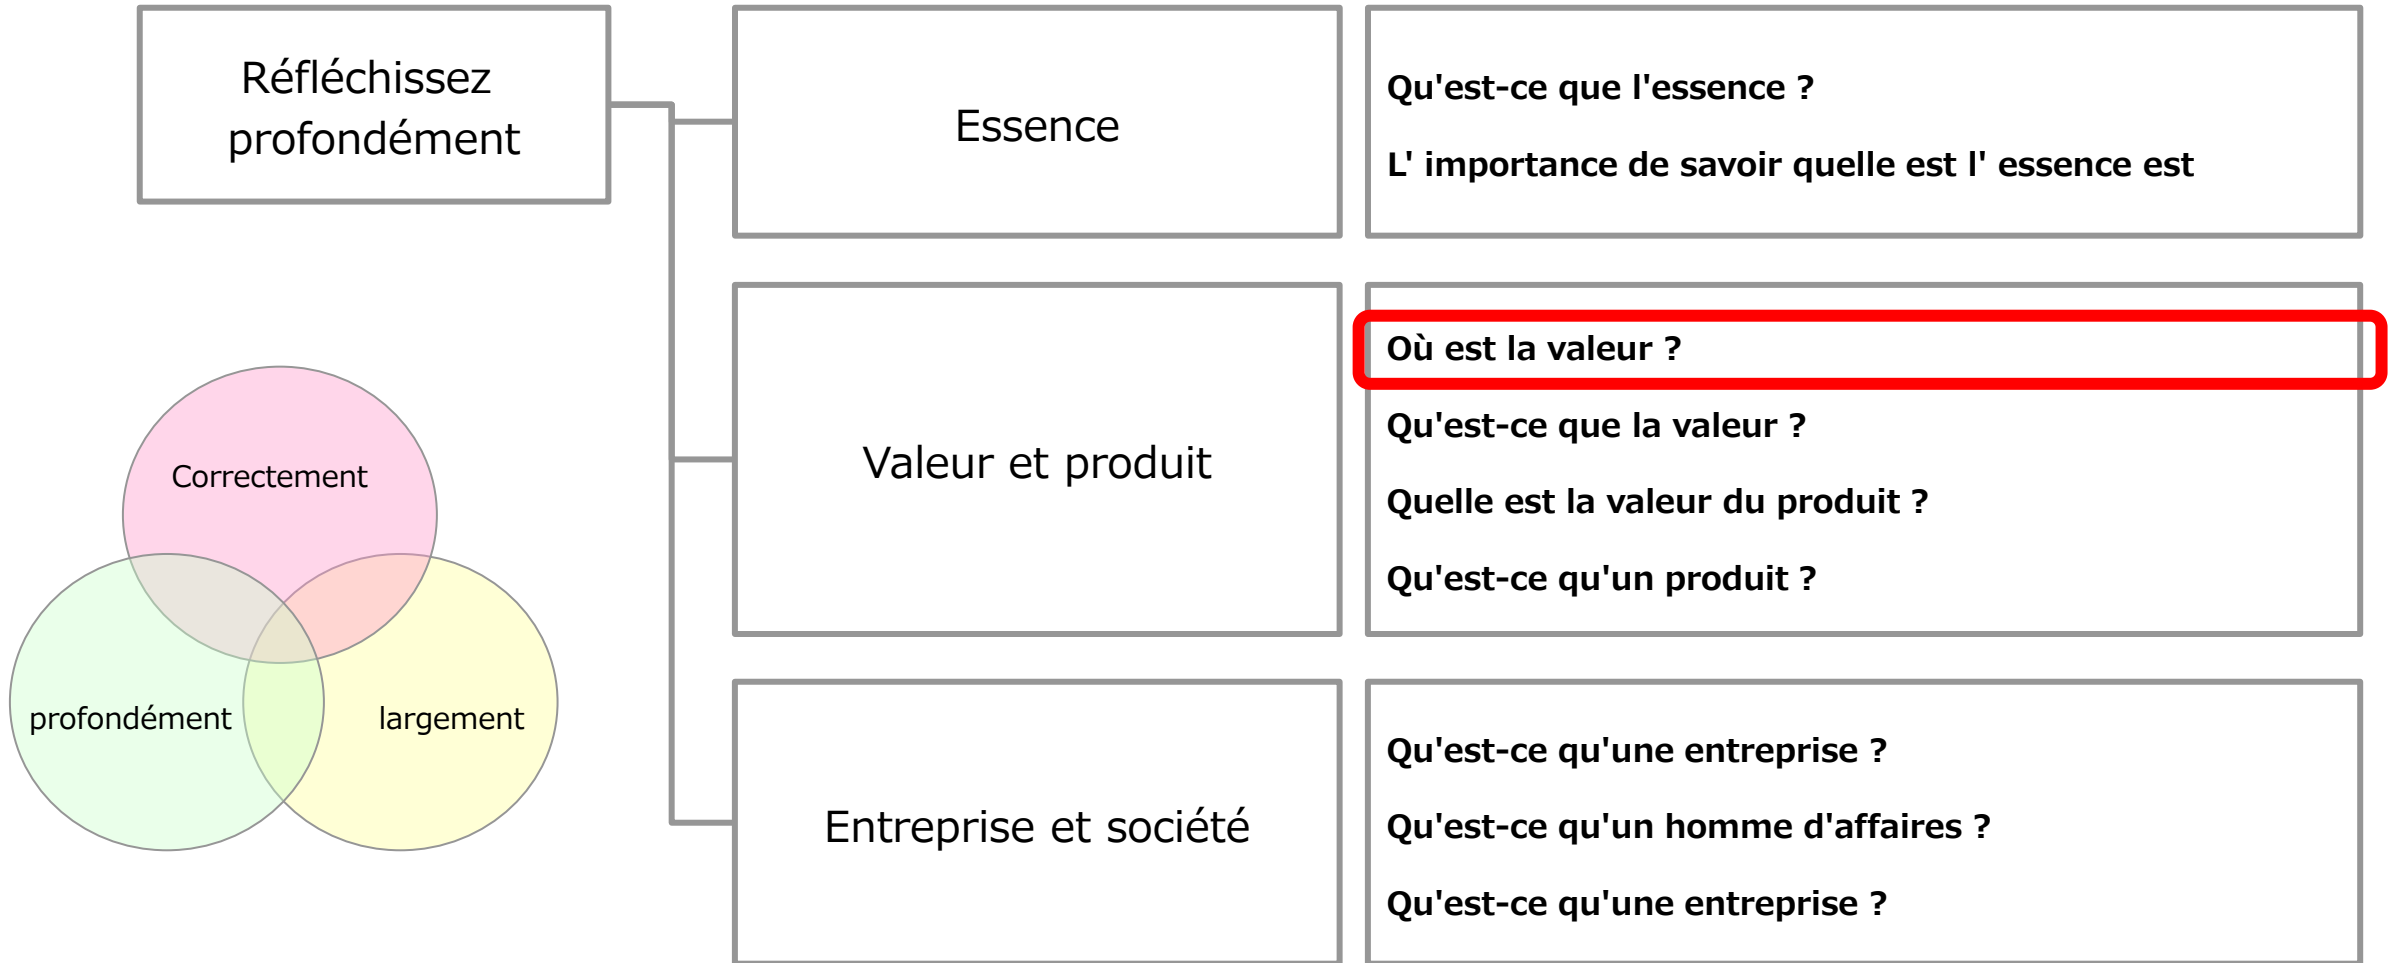 Réfléchissez
profondément
Essence
Qu'est-ce que l'essence ?
L' importance de savoir quelle est l' essence est
Valeur et produit
Où est la valeur ?
Qu'est-ce que la valeur ?
Quelle est la valeur du produit ?
Qu'est-ce qu'un produit ?
Entreprise et société
Qu'est-ce qu'une entreprise ?
Qu'est-ce qu'un homme d'affaires ?
Qu'est-ce qu'une entreprise ?
Correctement
profondément
largement